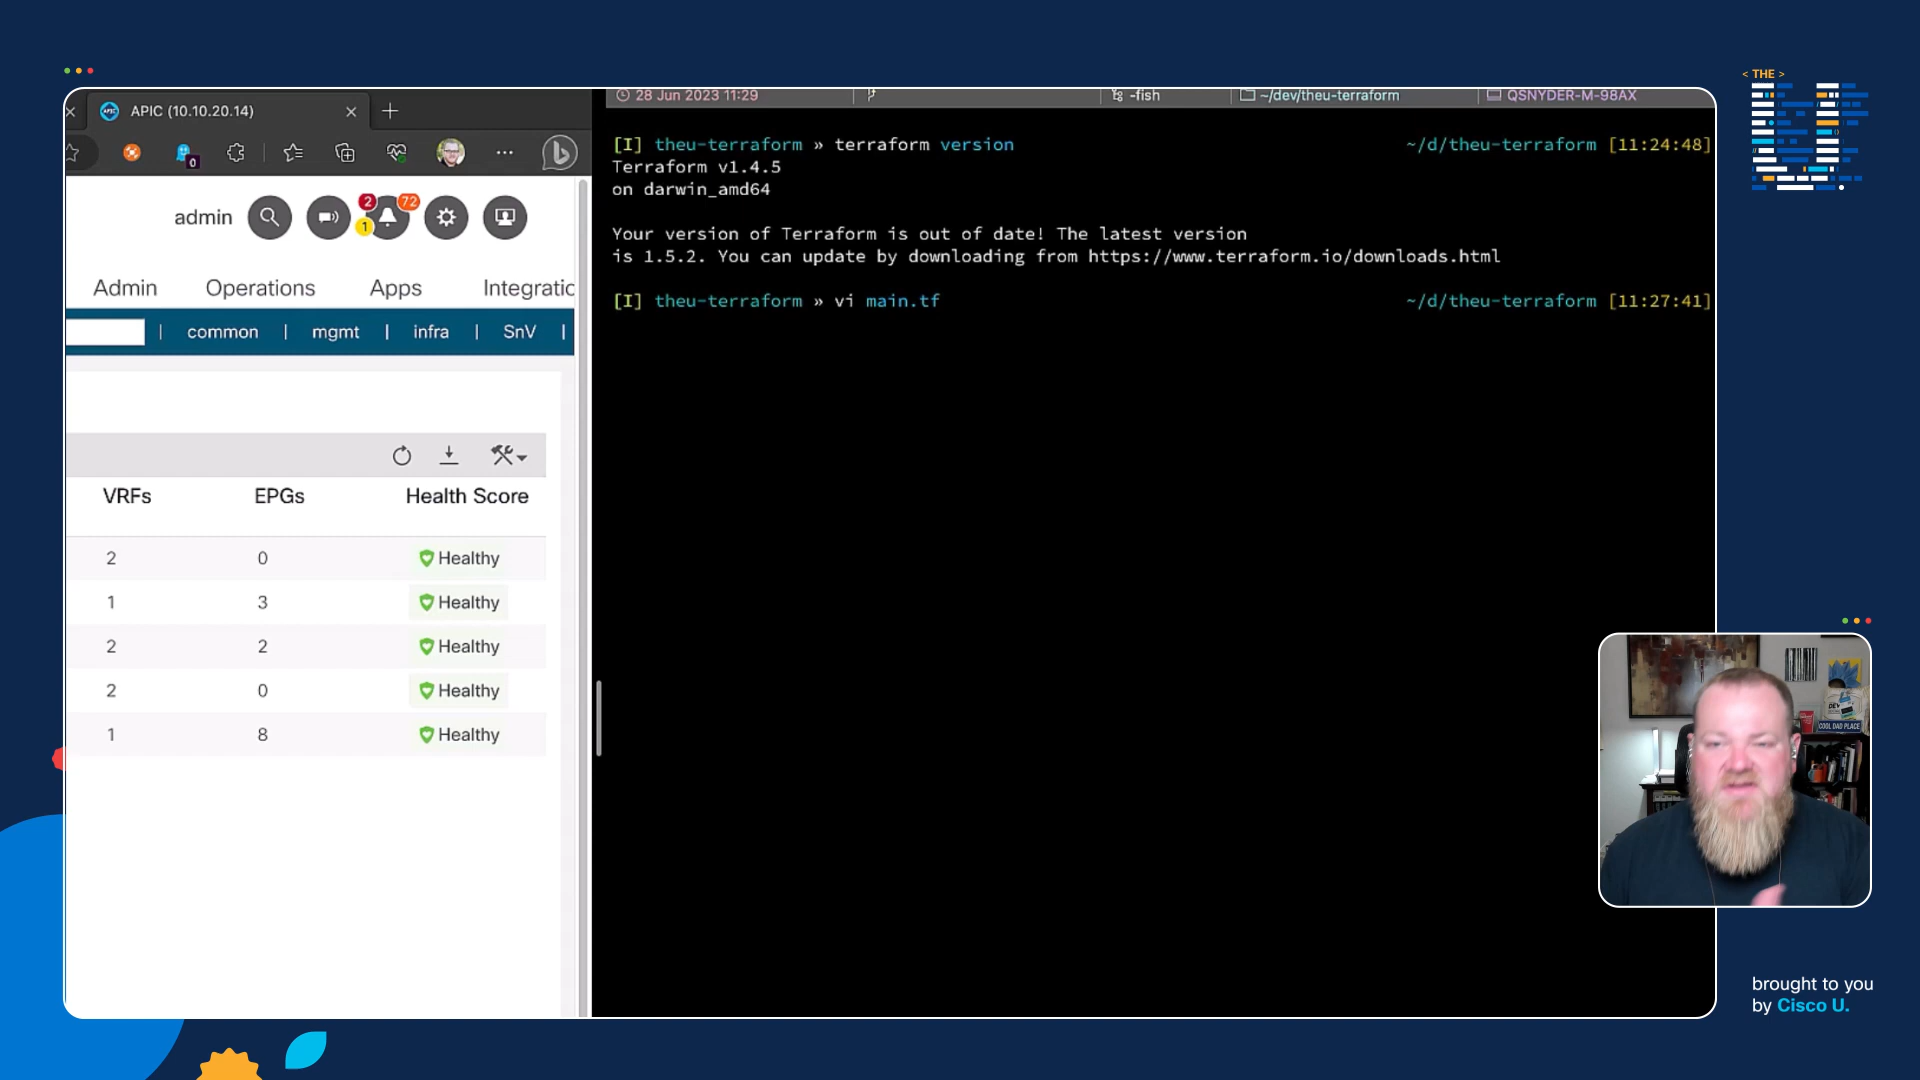 < THE >
APIC (10.10.20.14)
0
admin
2
1
72
Admin Operations Apps Integratic
| common | mgmt | infra | SnV |
VRFs EPGs Health Score
2 0 Healthy
1 3 Healthy
2 2 Healthy
2 0 Healthy
1 8 Healthy
28 Jun 2023 11:29 -fish ~/dev/theu-terraform QSNYDER-M-98AX
[I] theu-terraform » terraform version ~/d/theu-terraform [11:24:48]
Terraform v1.4.5
on darwin_amd64
Your version of Terraform is out of date! The latest version
is 1.5.2. You can update by downloading from https://www.terraform.io/downloads.html
[I] theu-terraform » vi main.tf ~/d/theu-terraform [11:27:41]
COOL DAD PLACE
brought to you
by Cisco U.